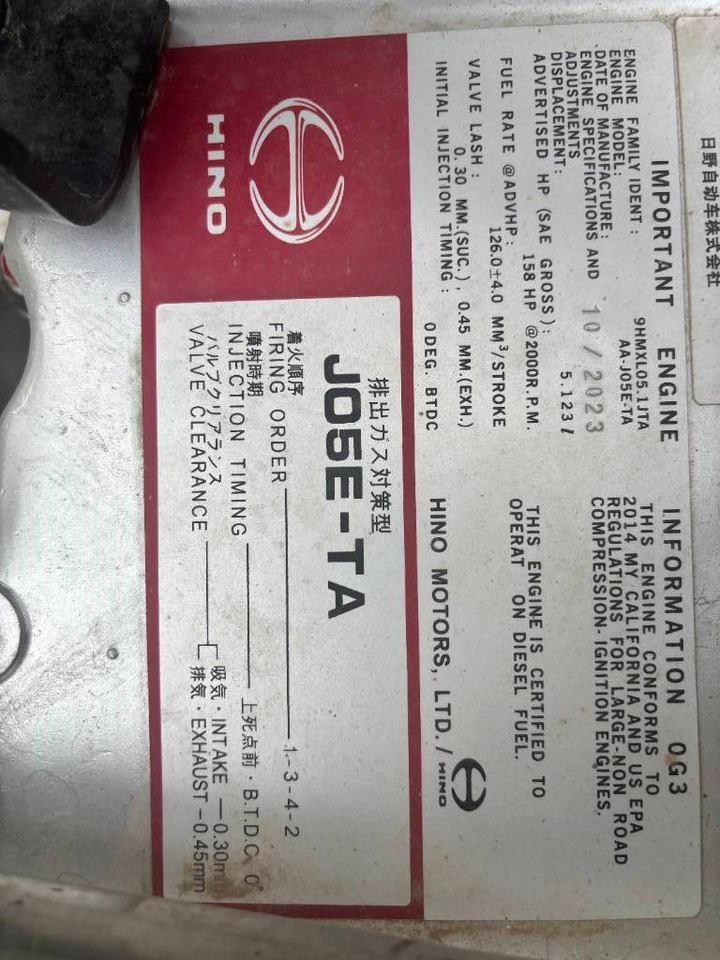 日野自动车株式会社
IMPORTANT ENGINE INFORMATION 0G3
ENGINE FAMILY IDENT : 9HMXL05.1JTA
ENGINE MODEL : AA-J05E-TA
DATE OF MANUFACTURE: 10/2023
ENGINE SPECIFICATIONS AND
ADJUSTMENTS
DISPLACEMENT : 5.123ℓ
ADVERTISED HP (SAE GROSS) :
158 HP @2000R.P.M.
FUEL RATE @ADVHP :
126.0±4.0 MM³/STROKE
VALVE LASH :
0.30 MM.(SUC.), 0.45 MM.(EXH.)
INITIAL INJECTION TIMING :
0DEG. BTDC
THIS ENGINE CONFORMS TO
2014 MY CALIFORNIA AND US EPA
REGULATIONS FOR LARGE-NON ROAD
COMPRESSION-IGNITION ENGINES.
THIS ENGINE IS CERTIFIED TO
OPERAT ON DIESEL FUEL.
HINO MOTORS, LTD./ HINO
HINO
排出ガス対策型
J05E-TA
着火順序
FIRING ORDER 1-3-4-2
噴射時期
INJECTION TIMING 上死点前・B.T.D.C. 0°
バルブクリアランス
VALVE CLEARANCE
吸気・INTAKE -0.30mm
排気・EXHAUST-0.45mm